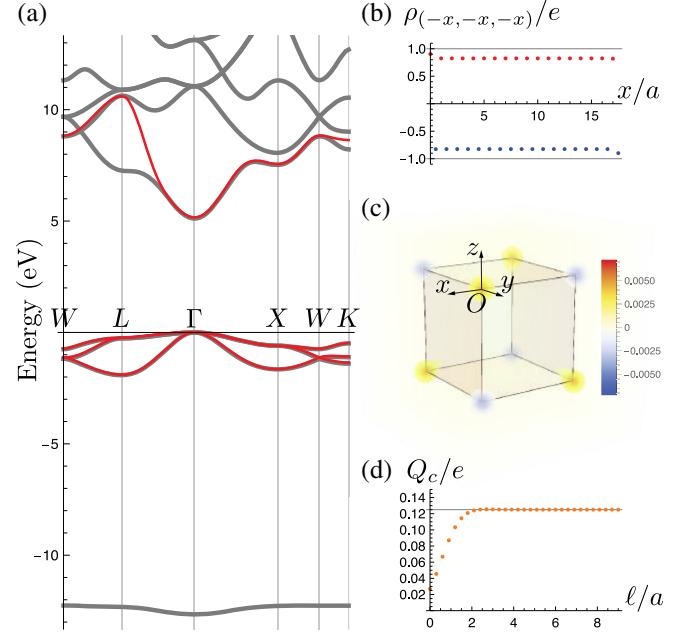 (a)
Energy (eV)
10
5
-5
-10
W L Γ X W K
(b) ρ(−x,−x,−x)/e
1.0
0.5
-0.5
-1.0
5 10 15
x/a
(c)
z
x y
O
0.0050
0.0025
0
−0.0025
−0.0050
(d) Qc/e
0.14
0.12
0.10
0.08
0.06
0.04
0.02
0 2 4 6 8
ℓ/a